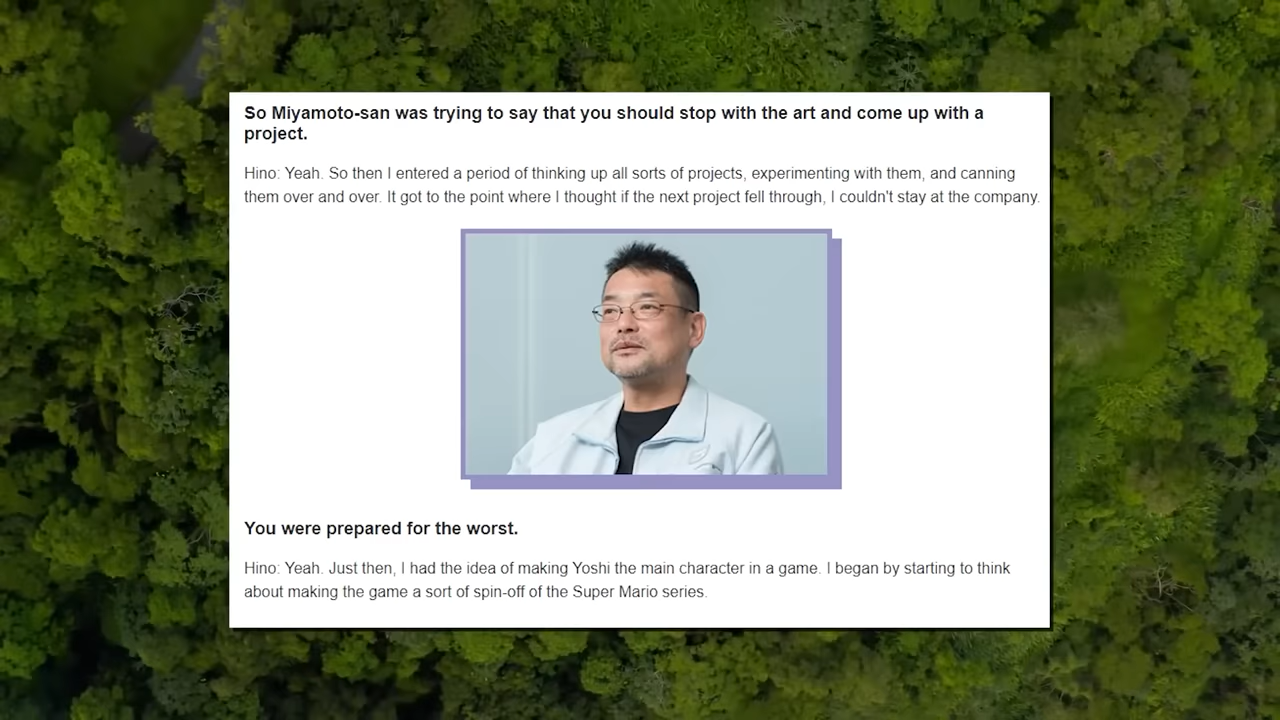 So Miyamoto-san was trying to say that you should stop with the art and come up with a
project.
Hino: Yeah. So then I entered a period of thinking up all sorts of projects, experimenting with them, and canning
them over and over. It got to the point where I thought if the next project fell through, I couldn't stay at the company.
You were prepared for the worst.
Hino: Yeah. Just then, I had the idea of making Yoshi the main character in a game. I began by starting to think
about making the game a sort of spin-off of the Super Mario series.